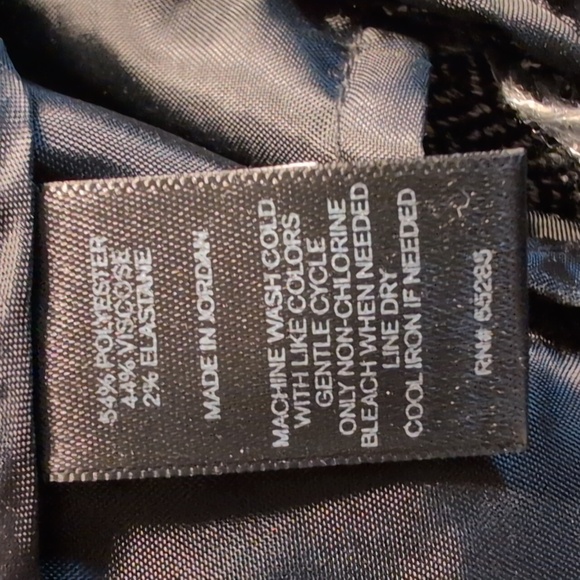 54% POLYESTER
44% VISCOSE
2% ELASTANE
MADE IN JORDAN
MACHINE WASH COLD
WITH LIKE COLORS
GENTLE CYCLE
ONLY NON-CHLORINE
BLEACH WHEN NEEDED
LINE DRY
COOL IRON IF NEEDED
RN# 55285